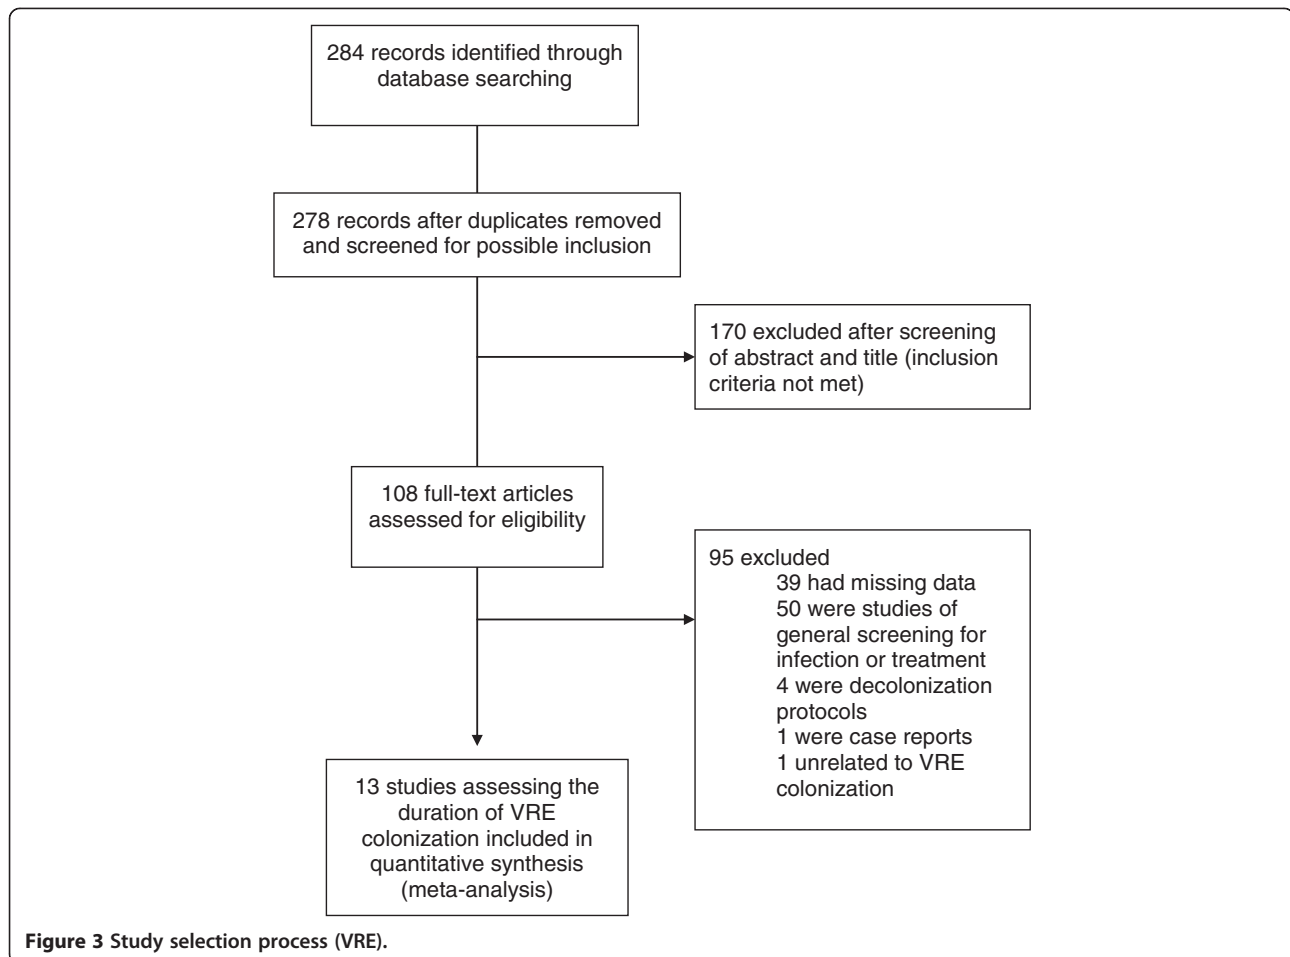 284 records identified through
database searching
278 records after duplicates removed
and screened for possible inclusion
170 excluded after screening
of abstract and title (inclusion
criteria not met)
108 full-text articles
assessed for eligibility
95 excluded
39 had missing data
50 were studies of
general screening for
infection or treatment
4 were decolonization
protocols
1 were case reports
1 unrelated to VRE
colonization
13 studies assessing the
duration of VRE
colonization included in
quantitative synthesis
(meta-analysis)
Figure 3 Study selection process (VRE).